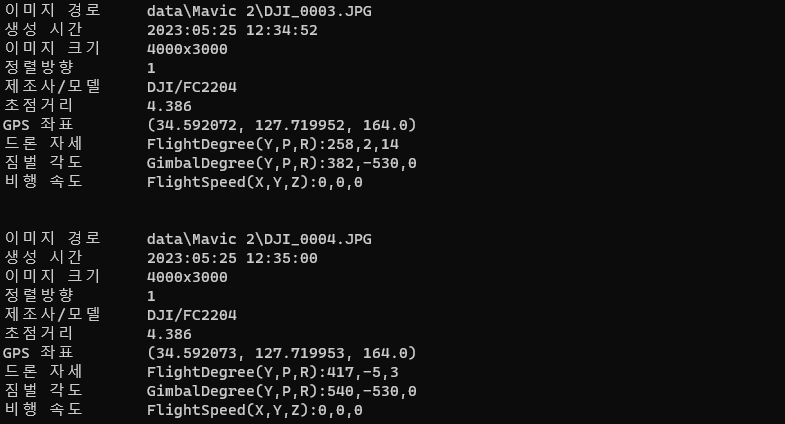 이미지 경로 data\Mavic 2\DJI_0003.JPG
생성 시간 2023:05:25 12:34:52
이미지 크기 4000x3000
정렬방향 1
제조사/모델 DJI/FC2204
초점거리 4.386
GPS 좌표 (34.592072, 127.719952, 164.0)
드론 자세 FlightDegree(Y,P,R):258,2,14
짐벌 각도 GimbalDegree(Y,P,R):382,-530,0
비행 속도 FlightSpeed(X,Y,Z):0,0,0
이미지 경로 data\Mavic 2\DJI_0004.JPG
생성 시간 2023:05:25 12:35:00
이미지 크기 4000x3000
정렬방향 1
제조사/모델 DJI/FC2204
초점거리 4.386
GPS 좌표 (34.592073, 127.719953, 164.0)
드론 자세 FlightDegree(Y,P,R):417,-5,3
짐벌 각도 GimbalDegree(Y,P,R):540,-530,0
비행 속도 FlightSpeed(X,Y,Z):0,0,0